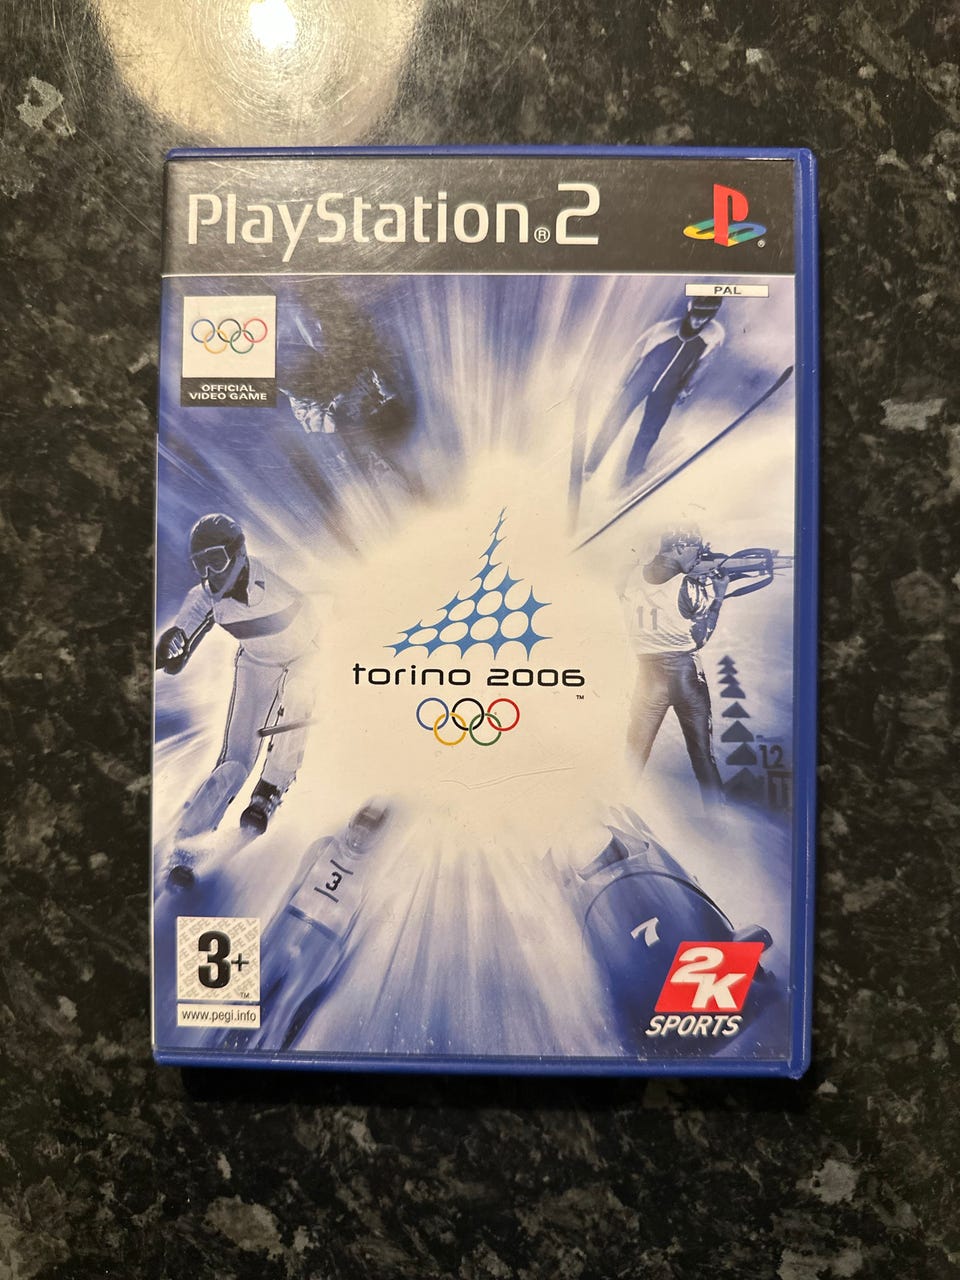 PlayStation®2
PAL
OFFICIAL
VIDEO GAME
11
torino 2006
™
12
3
7
3+
™
www.pegi.info
2K
SPORTS